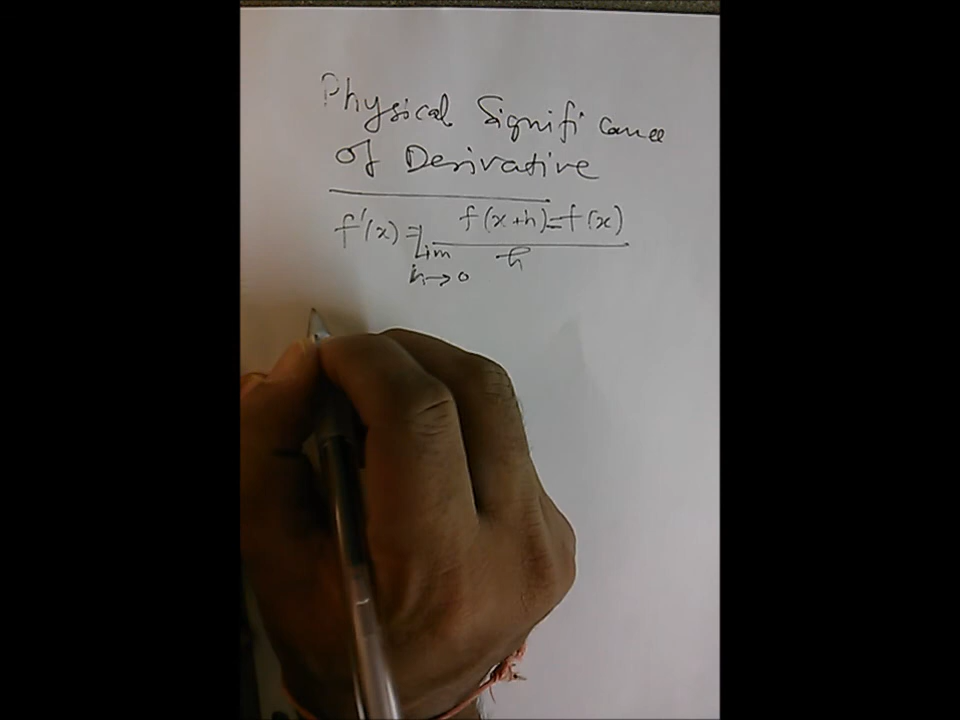 Physical Significance
Of Derivative
f'(x) = Lim h→0 f(x+h)=f(x) / h